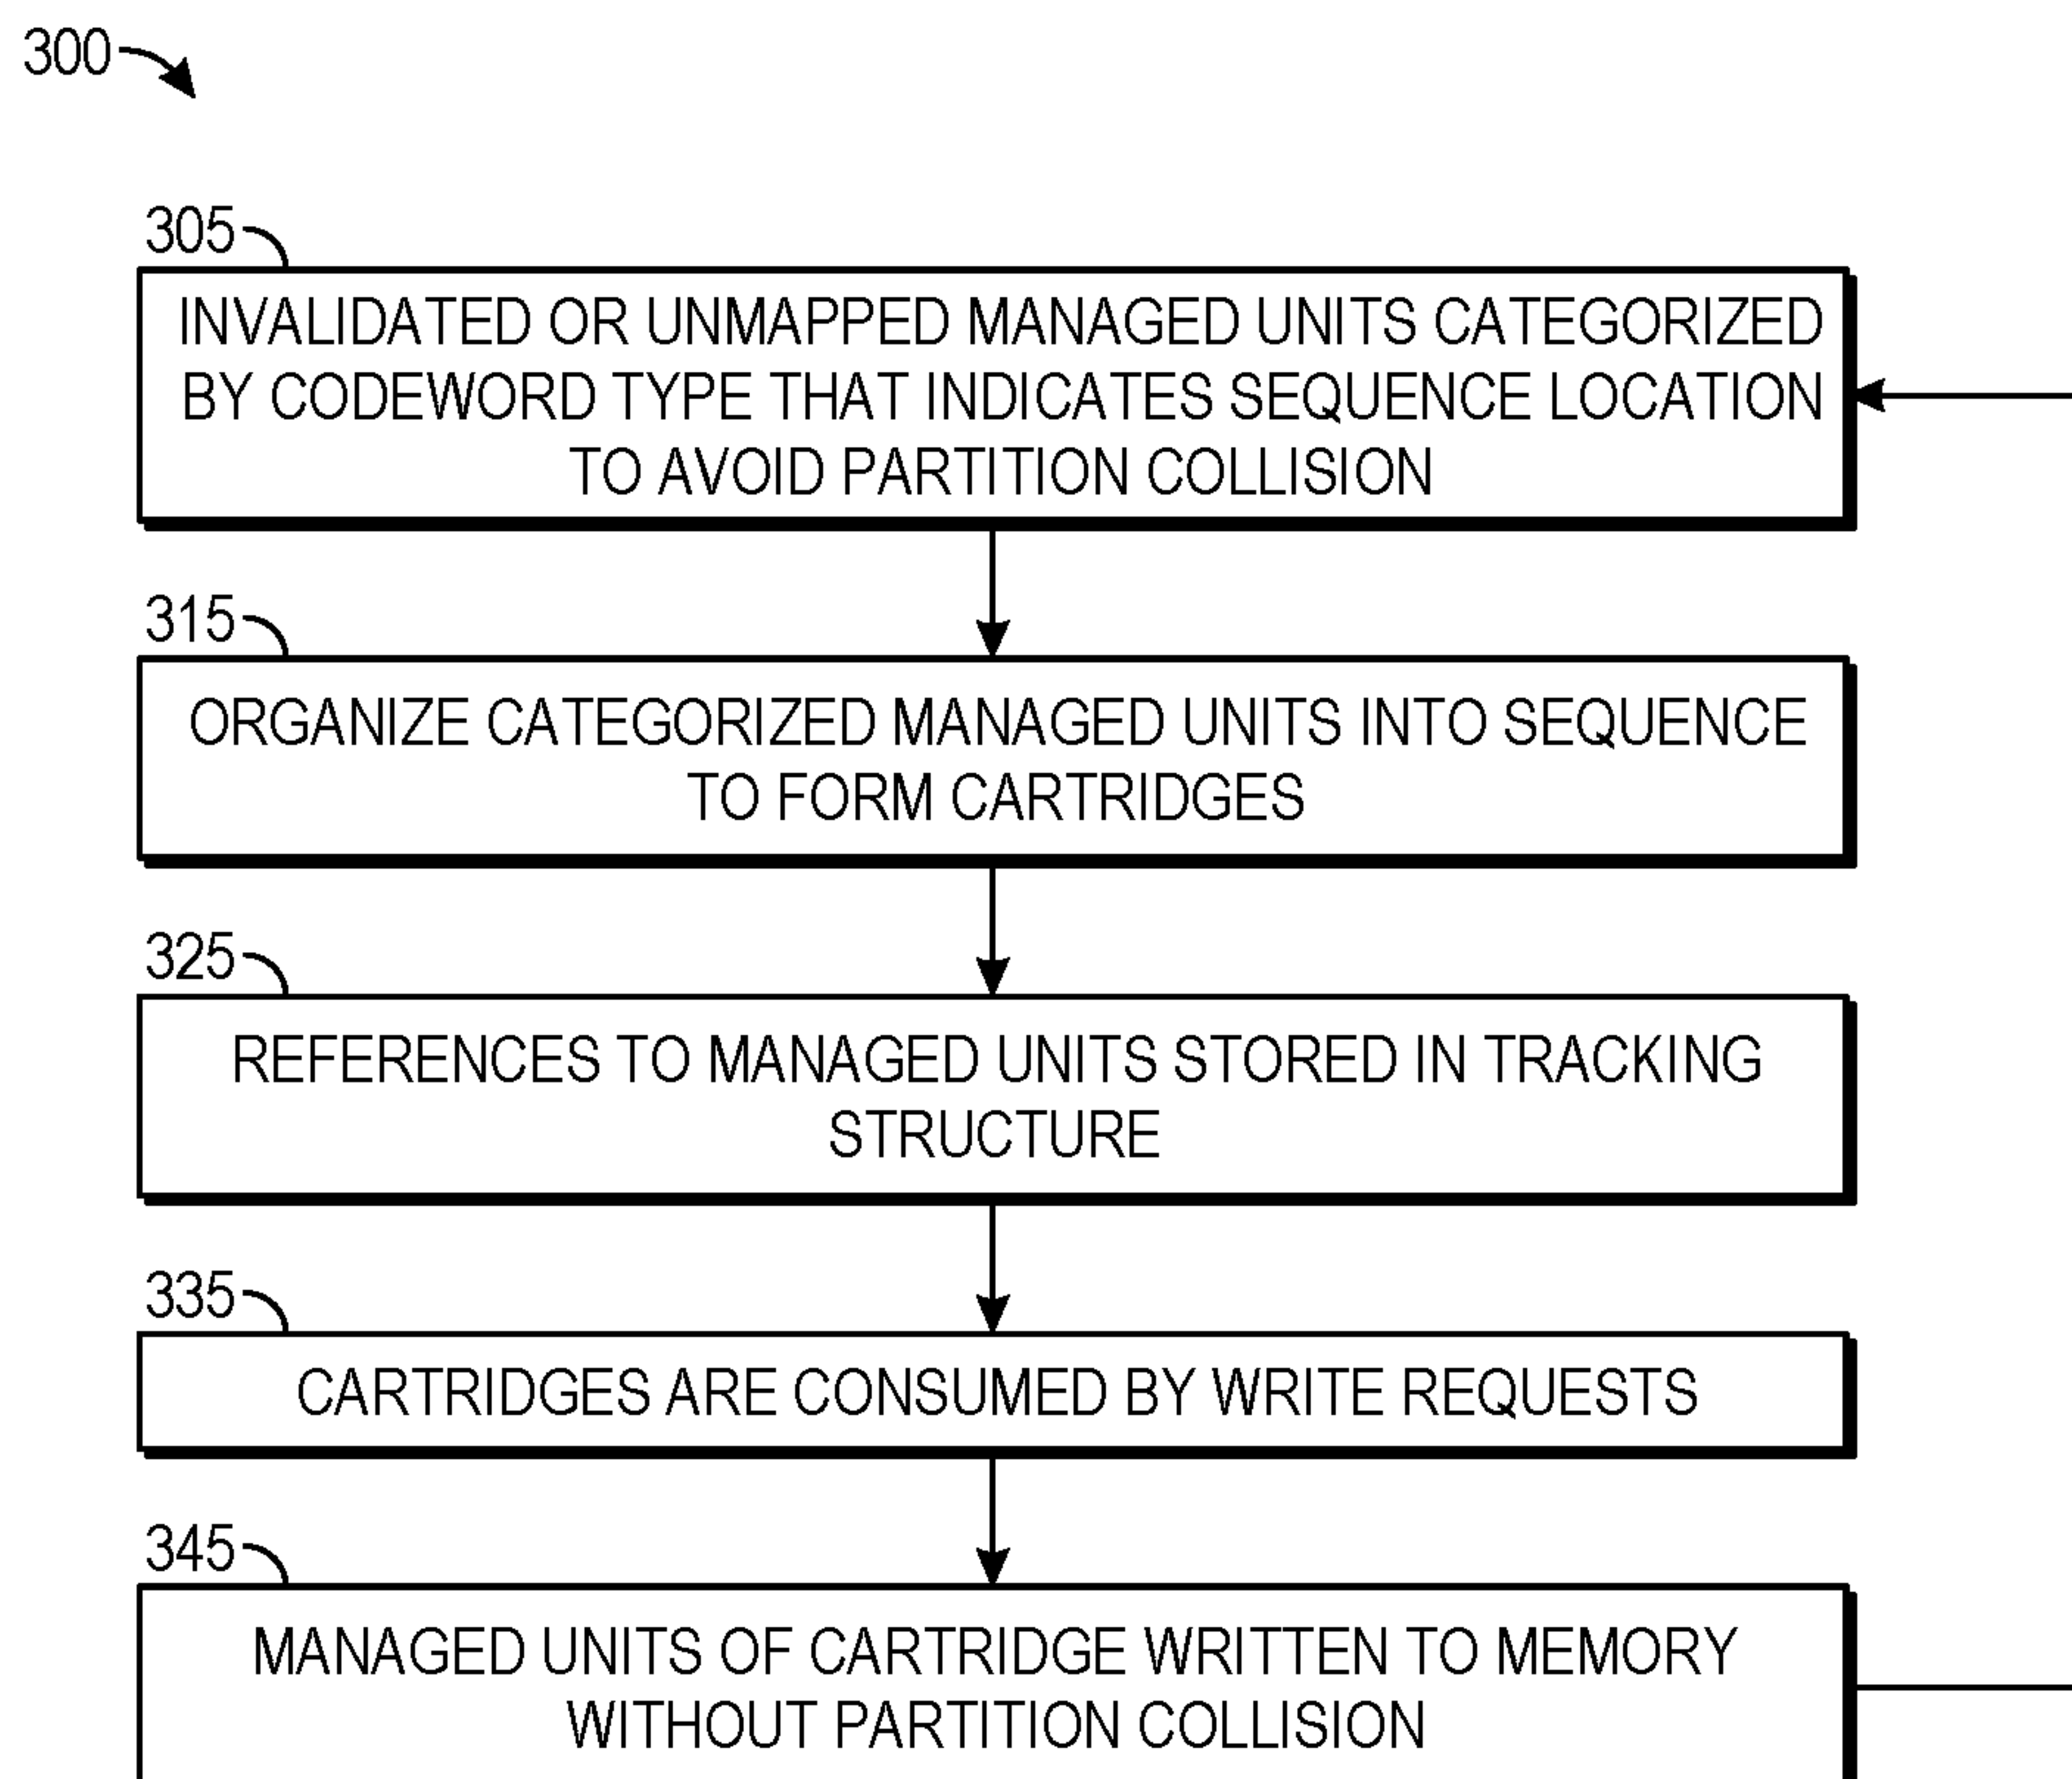 300
305
INVALIDATED OR UNMAPPED MANAGED UNITS CATEGORIZED
BY CODEWORD TYPE THAT INDICATES SEQUENCE LOCATION
TO AVOID PARTITION COLLISION
315
ORGANIZE CATEGORIZED MANAGED UNITS INTO SEQUENCE
TO FORM CARTRIDGES
325
REFERENCES TO MANAGED UNITS STORED IN TRACKING
STRUCTURE
335
CARTRIDGES ARE CONSUMED BY WRITE REQUESTS
345
MANAGED UNITS OF CARTRIDGE WRITTEN TO MEMORY
WITHOUT PARTITION COLLISION